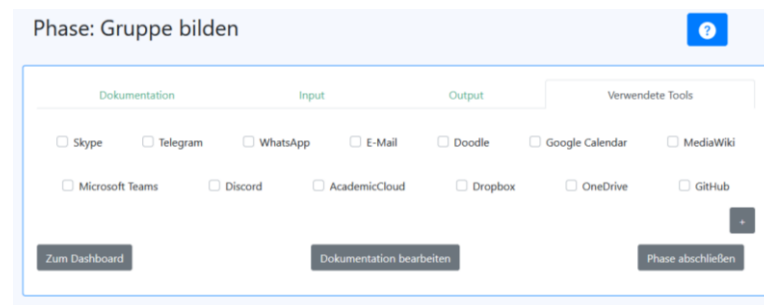 Phase: Gruppe bilden
?
Dokumentation Input Output Verwendete Tools
Skype Telegram WhatsApp E-Mail Doodle Google Calendar MediaWiki
Microsoft Teams Discord AcademicCloud Dropbox OneDrive GitHub
+
Zum Dashboard Dokumentation bearbeiten Phase abschließen